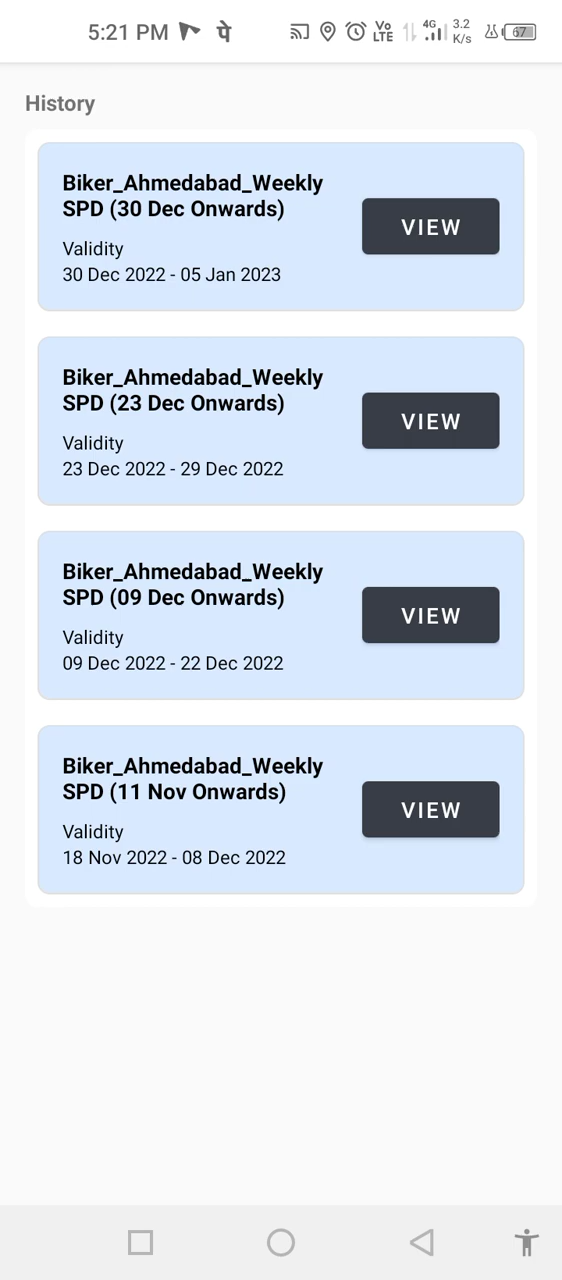 5:21 PM पे Vo LTE 4G 3.2 K/s 67
History
Biker_Ahmedabad_Weekly
SPD (30 Dec Onwards)
VIEW
Validity
30 Dec 2022 - 05 Jan 2023
Biker_Ahmedabad_Weekly
SPD (23 Dec Onwards)
VIEW
Validity
23 Dec 2022 - 29 Dec 2022
Biker_Ahmedabad_Weekly
SPD (09 Dec Onwards)
VIEW
Validity
09 Dec 2022 - 22 Dec 2022
Biker_Ahmedabad_Weekly
SPD (11 Nov Onwards)
VIEW
Validity
18 Nov 2022 - 08 Dec 2022